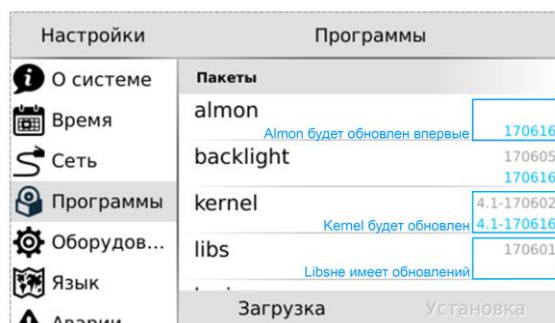 Настройки
Программы
О системе
Время
Сеть
Программы
Оборудов...
Язык
Пакеты
almon
Almon будет обновлен впервые
170616
backlight
170605
170616
kernel
4.1-170602
Kernel будет обновлен
4.1-170616
libs
170601
Libsне имеет обновлений
Загрузка
Установка